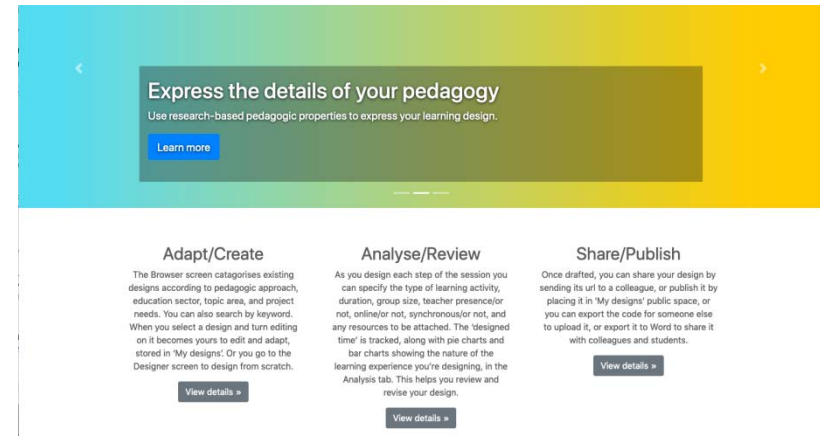 Express the details of your pedagogy
Use research-based pedagogic properties to express your learning design.
Learn more
Adapt/Create
The Browser screen catagorises existing
designs according to pedagogic approach,
education sector, topic area, and project
needs. You can also search by keyword.
When you select a design and turn editing
on it becomes yours to edit and adapt,
stored in 'My designs'. Or you go to the
Designer screen to design from scratch.
View details »
Analyse/Review
As you design each step of the session you
can specify the type of learning activity,
duration, group size, teacher presence/or
not, online/or not, synchronous/or not, and
any resources to be attached. The 'designed
time' is tracked, along with pie charts and
bar charts showing the nature of the
learning experience you're designing, in the
Analysis tab. This helps you review and
revise your design.
View details »
Share/Publish
Once drafted, you can share your design by
sending its url to a colleague, or publish it by
placing it in 'My designs' public space, or
you can export the code for someone else
to upload it, or export it to Word to share it
with colleagues and students.
View details »